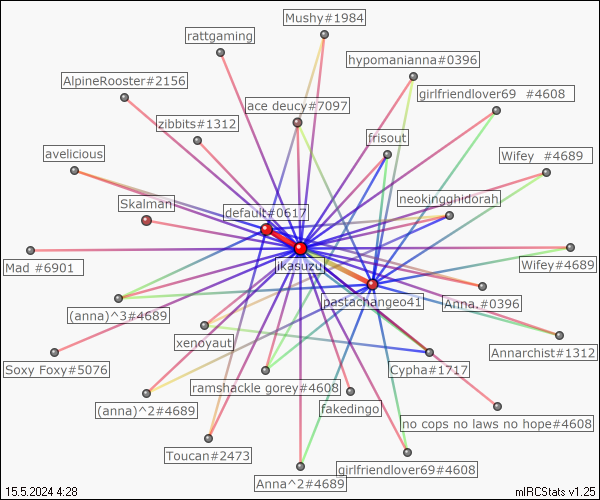 Mushy#1984
rattgaming
hypomanianna#0396
AlpineRooster#2156
girlfriendlover69 #4608
ace deucy#7097
zibbits#1312
frisout
avelicious
Wifey #4689
neokingghidorah
Skalman
default#0617
Mad #6901
jkasuzu
Wifey#4689
pastachangeo41
Anna.#0396
(anna)^3#4689
xenoyaut
Annarchist#1312
Soxy Foxy#5076
Cypha#1717
ramshackle gorey#4608
(anna)^2#4689
fakedingo
no cops no laws no hope#4608
Toucan#2473
girlfriendlover69#4608
Anna^2#4689
15.5.2024 4:28
mIRCStats v1.25